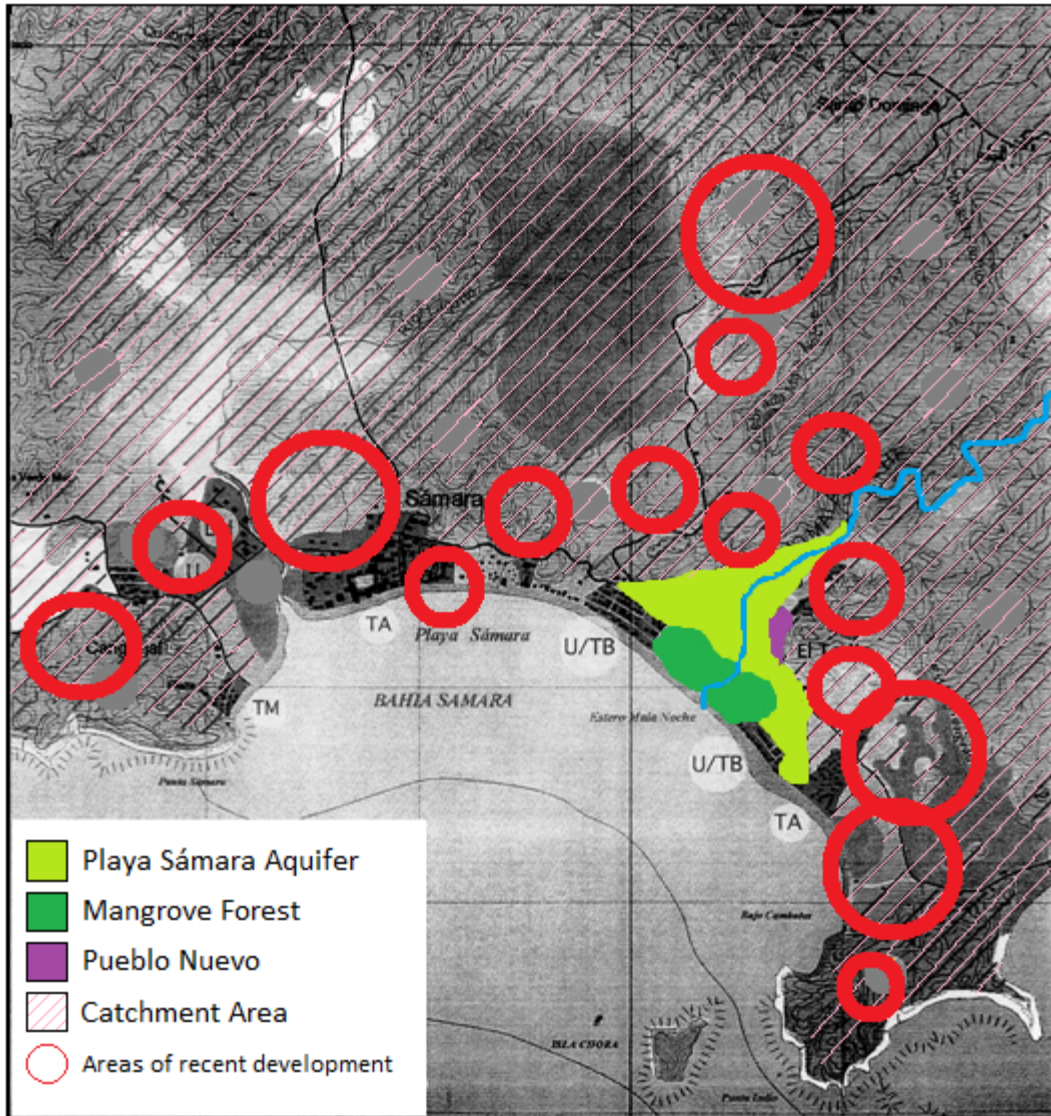 Sámara
TA
Playa Sámara
U/TB
BAHIA SAMARA
TM
Estero Mala Noche
Punta Sámara
U/TB
TA
Bajo Cambutes
ISLA CHORA
Punta Indio
Playa Sámara Aquifer
Mangrove Forest
Pueblo Nuevo
Catchment Area
Areas of recent development